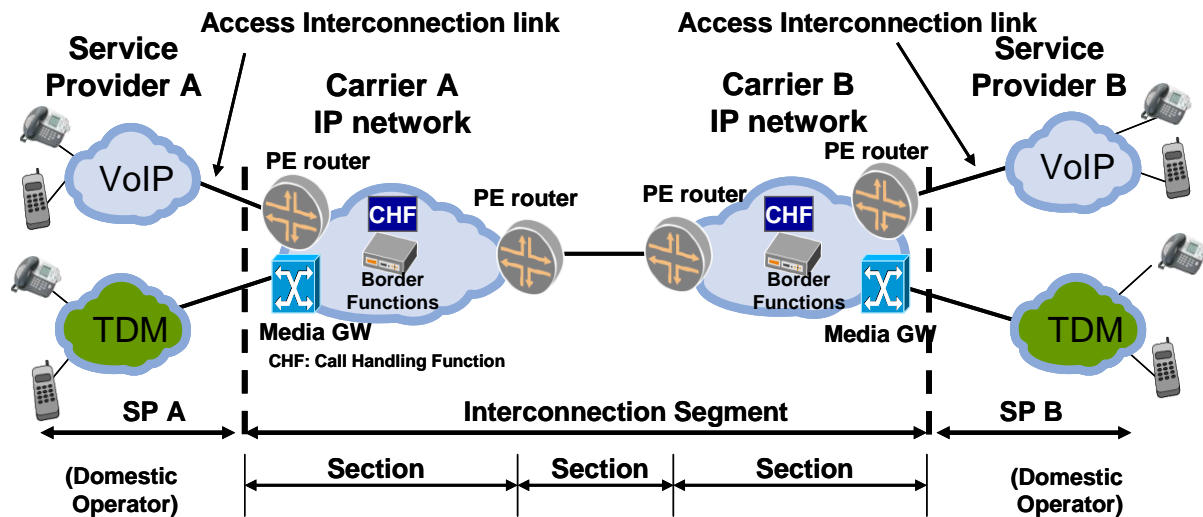 Access Interconnection link
Access Interconnection link
Service
Provider A
Carrier A
IP network
Carrier B
IP network
Service
Provider B
PE router
PE router
PE router
PE router
VoIP
CHF
CHF
VoIP
Border
Functions
Border
Functions
TDM
Media GW
Media GW
TDM
CHF: Call Handling Function
SP A
Interconnection Segment
SP B
(Domestic
Operator)
Section
Section
Section
(Domestic
Operator)